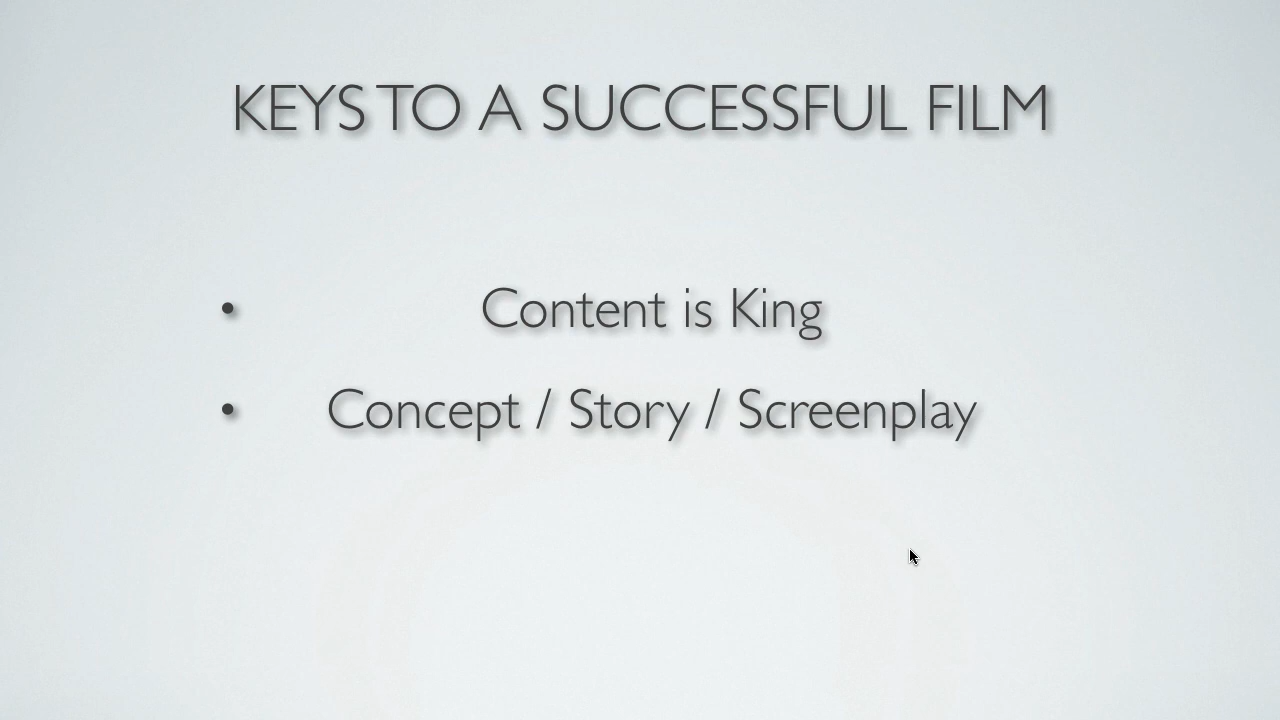 KEYS TO A SUCCESSFUL FILM
• Content is King
• Concept / Story / Screenplay